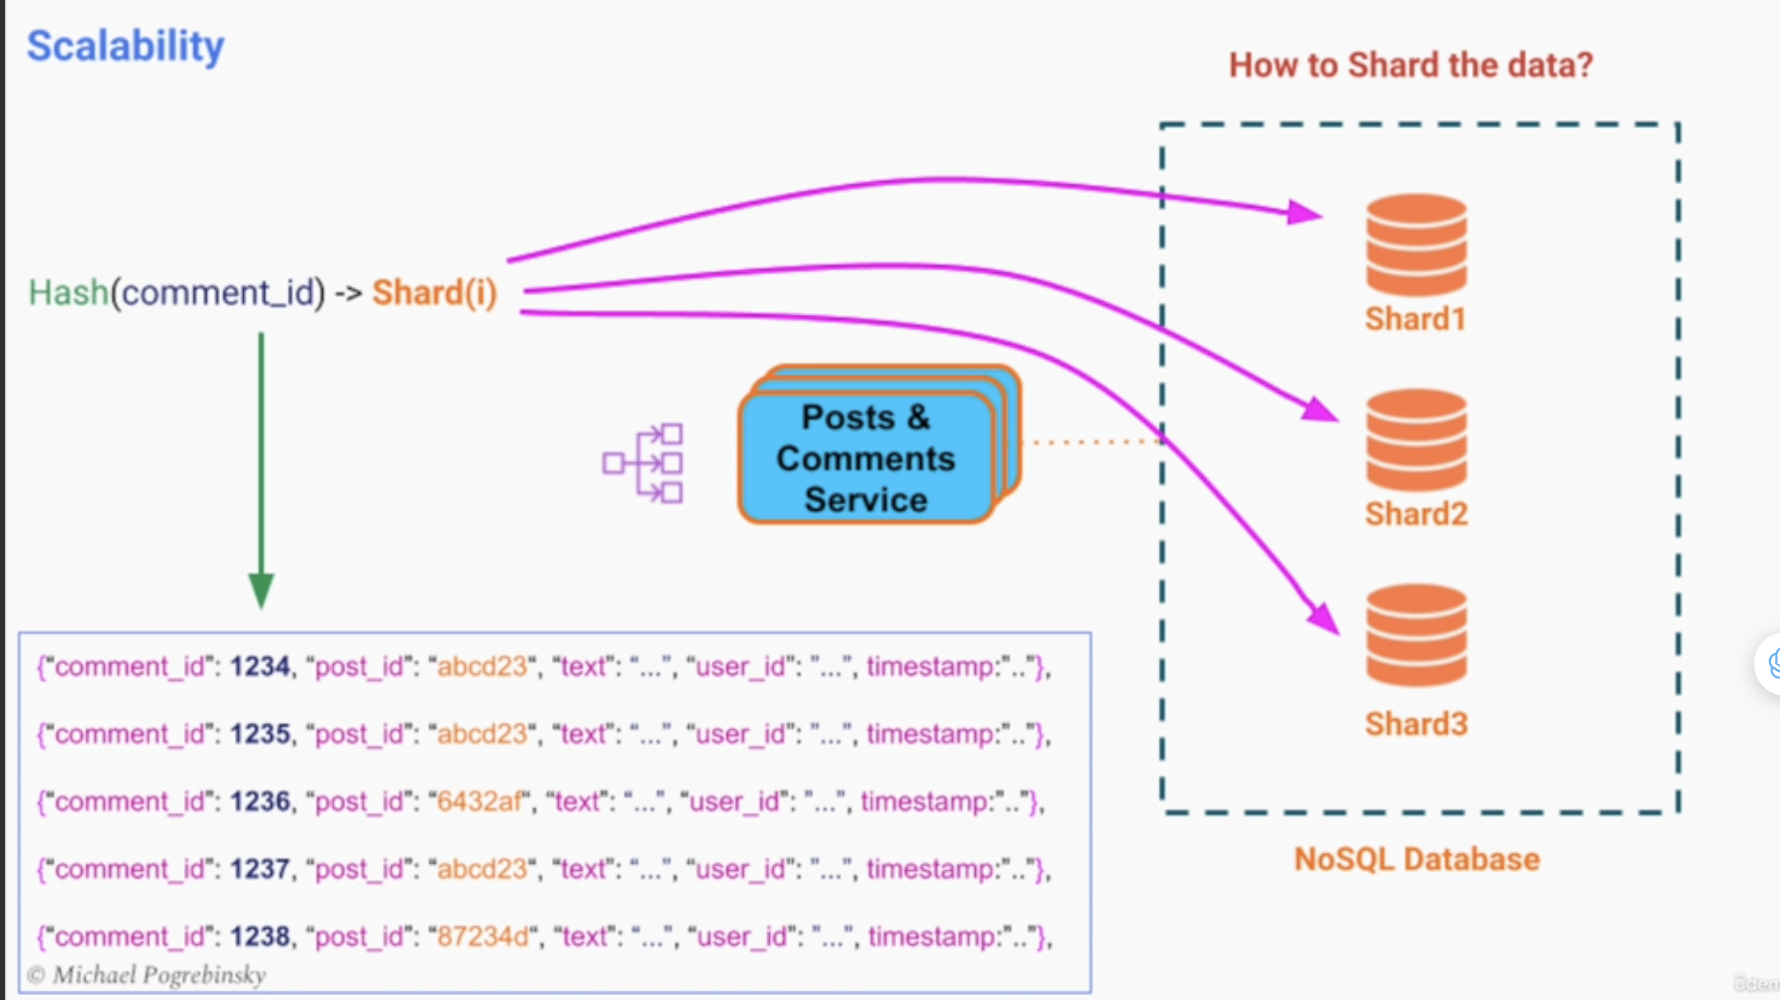 Scalability
How to Shard the data?
Hash(comment_id) -> Shard(i)
Shard1
Posts &
Comments
Service
Shard2
Shard3
{“comment_id”: 1234, “post_id”: “abcd23“, “text”: “...”, “user_id”: ”...”, timestamp:”..”},
{“comment_id”: 1235, “post_id”: “abcd23“, “text”: “...”, “user_id”: ”...”, timestamp:”..”},
{“comment_id”: 1236, “post_id”: “6432af“, “text”: “...”, “user_id”: ”...”, timestamp:”..”},
{“comment_id”: 1237, “post_id”: “abcd23“, “text”: “...”, “user_id”: ”...”, timestamp:”..”},
{“comment_id”: 1238, “post_id”: “87234d“, “text”: “...”, “user_id”: ”...”, timestamp:”..”},
NoSQL Database
© Michael Pogrebinsky